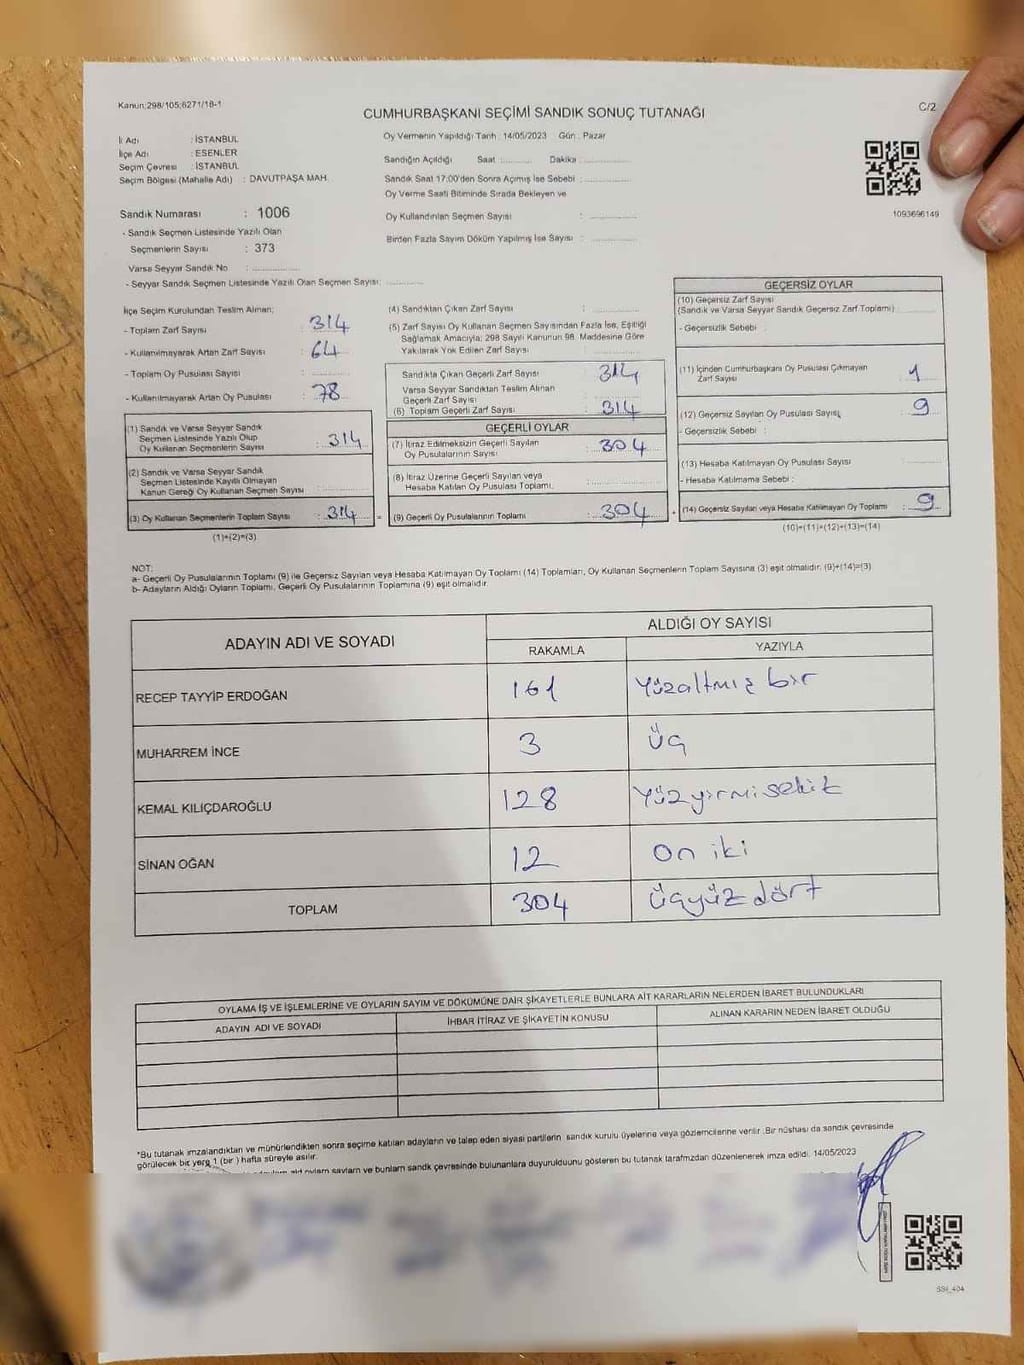 Kanun;298/105;6271/18-1
CUMHURBAŞKANI SEÇİMİ SANDIK SONUÇ TUTANAĞI
C/2
İl Adı : İSTANBUL
İlçe Adı : ESENLER
Seçim Çevresi : İSTANBUL
Seçim Bölgesi (Mahalle Adı) : DAVUTPAŞA MAH.
Sandık Numarası : 1006
- Sandık Seçmen Listesinde Yazılı Olan
Seçmenlerin Sayısı : 373
Varsa Seyyar Sandık No :
- Seyyar Sandık Seçmen Listesinde Yazılı Olan Seçmen Sayısı:
Oy Vermenin Yapıldığı Tarih : 14/05/2023 Gün : Pazar
Sandığın Açıldığı Saat : Dakika :
Sandık Saat 17:00'den Sonra Açımış İse Sebebi :
Oy Verme Saati Bitiminde Sırada Bekleyen ve
Oy Kullandırılan Seçmen Sayısı :
Birden Fazla Sayım Döküm Yapılmış İse Sayısı :
1093696149
İlçe Seçim Kurulundan Teslim Alınan;
- Toplam Zarf Sayısı : 314
- Kullanılmayarak Artan Zarf Sayısı : 64
- Toplam Oy Pusulası Sayısı :
- Kullanılmayarak Artan Oy Pusulası : 78
(1) Sandık ve Varsa Seyyar Sandık
Seçmen Listesinde Yazılı Olup
Oy Kullanan Seçmenlerin Sayısı : 314
(2) Sandık ve Varsa Seyyar Sandık
Seçmen Listesinde Kayıtlı Olmayan
Kanun Gereği Oy Kullanan Seçmen Sayısı :
(3) Oy Kullanan Seçmenlerin Toplam Sayısı : 314
(1)+(2)=(3)
(4) Sandıktan Çıkan Zarf Sayısı :
(5) Zarf Sayısı Oy Kullanan Seçmen Sayısından Fazla İse, Eşitliği
Sağlamak Amacıyla; 298 Sayılı Kanunun 98. Maddesine Göre
Yakılarak Yok Edilen Zarf Sayısı :
Sandıkta Çıkan Geçerli Zarf Sayısı : 314
Varsa Seyyar Sandıktan Teslim Alınan
Geçerli Zarf Sayısı :
(6) Toplam Geçerli Zarf Sayısı : 314
GEÇERLİ OYLAR
(7) İtiraz Edilmeksizin Geçerli Sayılan
Oy Pusulalarının Sayısı : 304
(8) İtiraz Üzerine Geçerli Sayılan veya
Hesaba Katılan Oy Pusulası Toplamı :
(9) Geçerli Oy Pusulalarının Toplamı : 304
GEÇERSİZ OYLAR
(10) Geçersiz Zarf Sayısı
(Sandık ve Varsa Seyyar Sandık Geçersiz Zarf Toplamı) :
- Geçersizlik Sebebi :
(11) İçinden Cumhurbaşkanı Oy Pusulası Çıkmayan
Zarf Sayısı : 1
(12) Geçersiz Sayılan Oy Pusulası Sayısı : 9
- Geçersizlik Sebebi :
(13) Hesaba Katılmayan Oy Pusulası Sayısı :
- Hesaba Katılmama Sebebi :
(14) Geçersiz Sayılan veya Hesaba Katılmayan Oy Toplamı : 9
(10)+(11)+(12)+(13)=(14)
NOT:
a- Geçerli Oy Pusulalarının Toplamı (9) ile Geçersiz Sayılan veya Hesaba Katılmayan Oy Toplamı (14) Toplamları, Oy Kullanan Seçmenlerin Toplam Sayısına (3) eşit olmalıdır. (9)+(14)=(3)
b- Adayların Aldığı Oyların Toplamı, Geçerli Oy Pusulalarının Toplamına (9) eşit olmalıdır.
ADAYIN ADI VE SOYADI ALDIĞI OY SAYISI
RAKAMLA YAZIYLA
RECEP TAYYİP ERDOĞAN 161 Yüzaltmış bir
MUHARREM İNCE 3 üç
KEMAL KILIÇDAROĞLU 128 Yüzyirmisekiz
SİNAN OĞAN 12 on iki
TOPLAM 304 üçyüz dört
OYLAMA İŞ VE İŞLEMLERİNE VE OYLARIN SAYIM VE DÖKÜMÜNE DAİR ŞİKAYETLERLE BUNLARA AİT KARARLARIN NELERDEN İBARET BULUNDUKLARI
ADAYIN ADI VE SOYADI İHBAR İTİRAZ VE ŞİKAYETİN KONUSU ALINAN KARARIN NEDEN İBARET OLDUĞU
*Bu tutanak imzalandıktan ve mühürlendikten sonra seçime katılan adayların ve talep eden siyasi partilerin sandık kurulu üyelerine veya gözlemcilerine verilir. Bir nüshası da sandık çevresinde
görülecek bir yere 1 (bir) hafta süreyle asılır.
ve bunların sandık çevresinde bulunanlara duyurulduğunu gösteren bu tutanak tarafımızdan düzenlenerek imza edildi. 14/05/2023